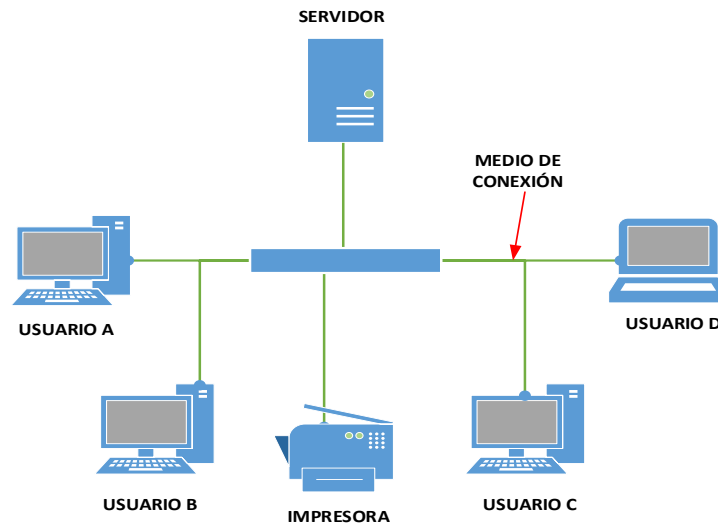 SERVIDOR
MEDIO DE
CONEXIÓN
USUARIO A
USUARIO D
USUARIO B
IMPRESORA
USUARIO C